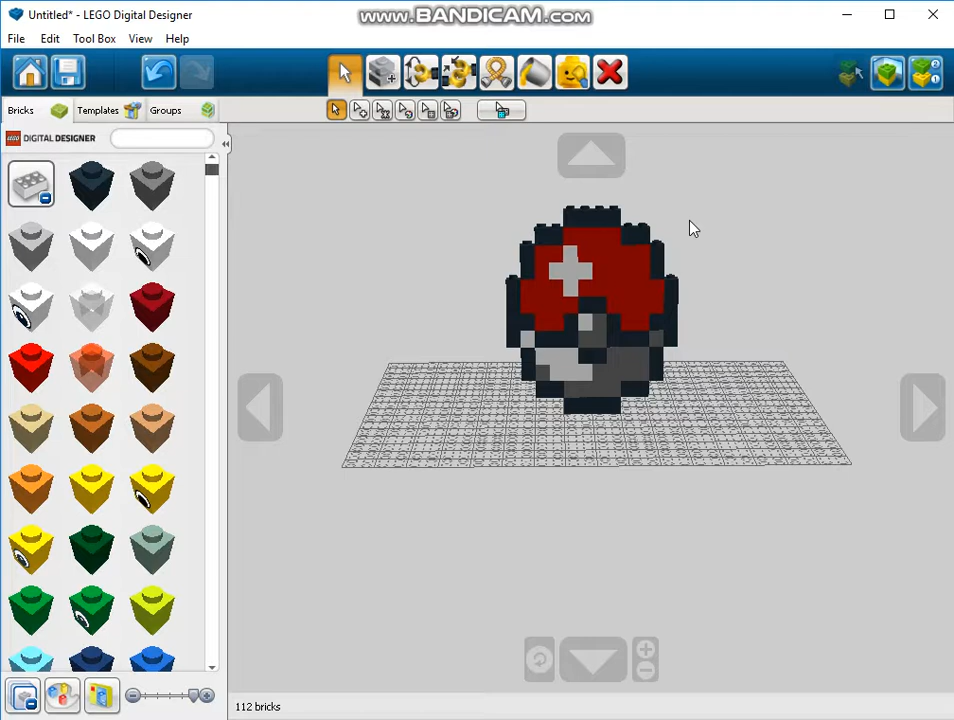 Untitled* - LEGO Digital Designer
www.BANDICAM.com
File Edit Tool Box View Help
Bricks Templates Groups
LEGO DIGITAL DESIGNER
112 bricks